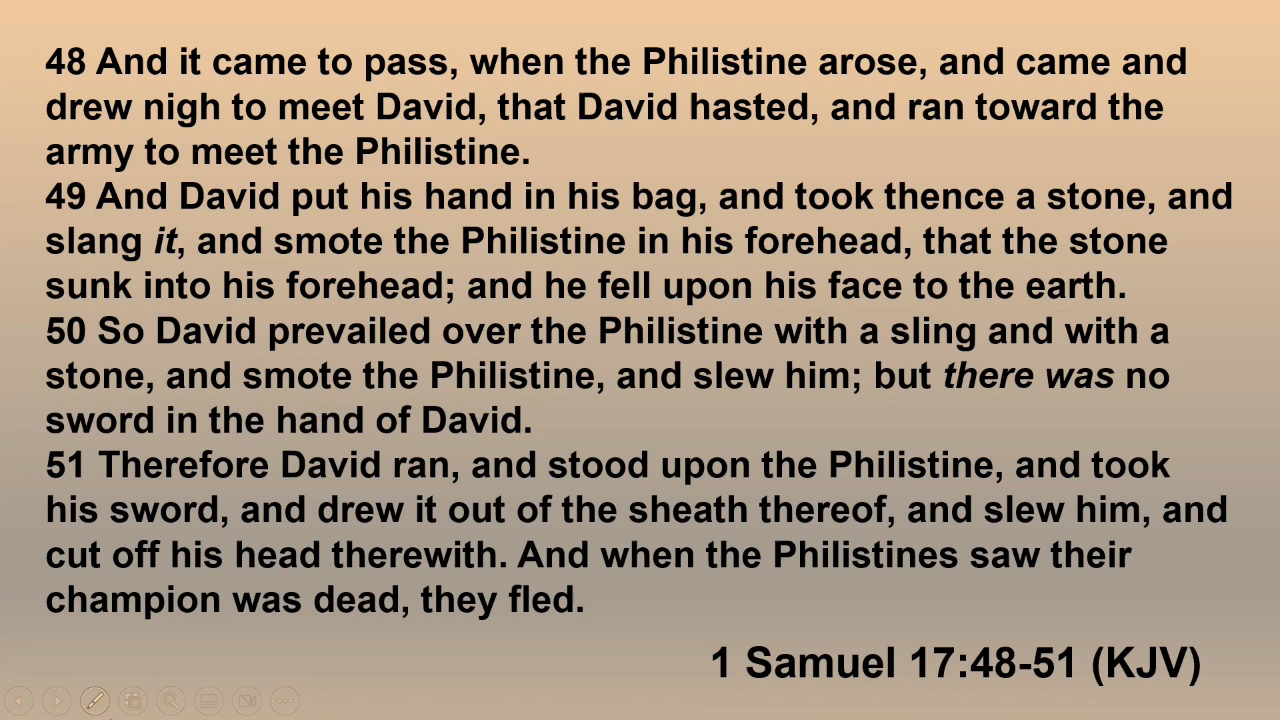 48 And it came to pass, when the Philistine arose, and came and
drew nigh to meet David, that David hasted, and ran toward the
army to meet the Philistine.
49 And David put his hand in his bag, and took thence a stone, and
slang it, and smote the Philistine in his forehead, that the stone
sunk into his forehead; and he fell upon his face to the earth.
50 So David prevailed over the Philistine with a sling and with a
stone, and smote the Philistine, and slew him; but there was no
sword in the hand of David.
51 Therefore David ran, and stood upon the Philistine, and took
his sword, and drew it out of the sheath thereof, and slew him, and
cut off his head therewith. And when the Philistines saw their
champion was dead, they fled.
1 Samuel 17:48-51 (KJV)